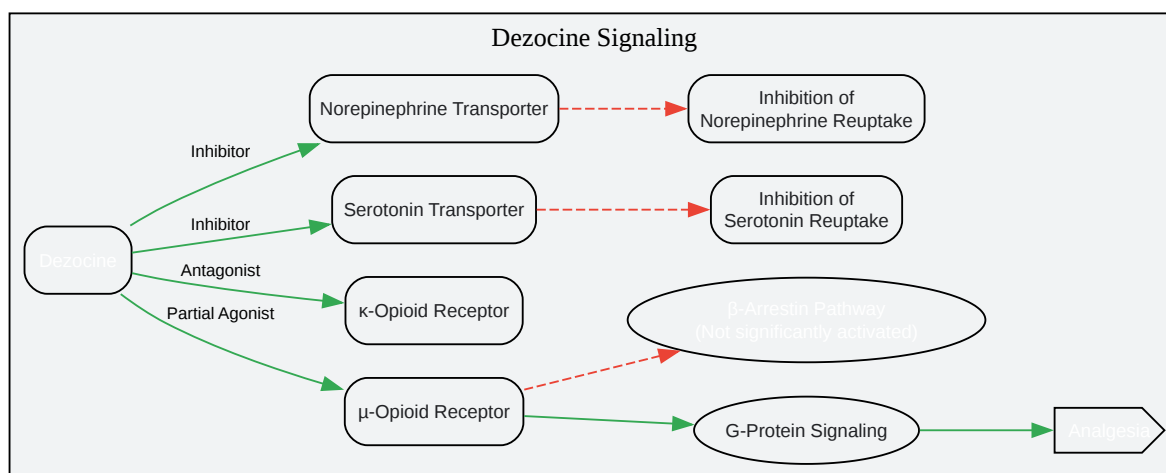 Dezocine Signaling
Norepinephrine Transporter
Inhibition of
Norepinephrine Reuptake
Inhibitor
Serotonin Transporter
Inhibition of
Serotonin Reuptake
Inhibitor
Dezocine
Antagonist
κ-Opioid Receptor
β-Arrestin Pathway
(Not significantly activated)
Partial Agonist
µ-Opioid Receptor
G-Protein Signaling
Analgesia